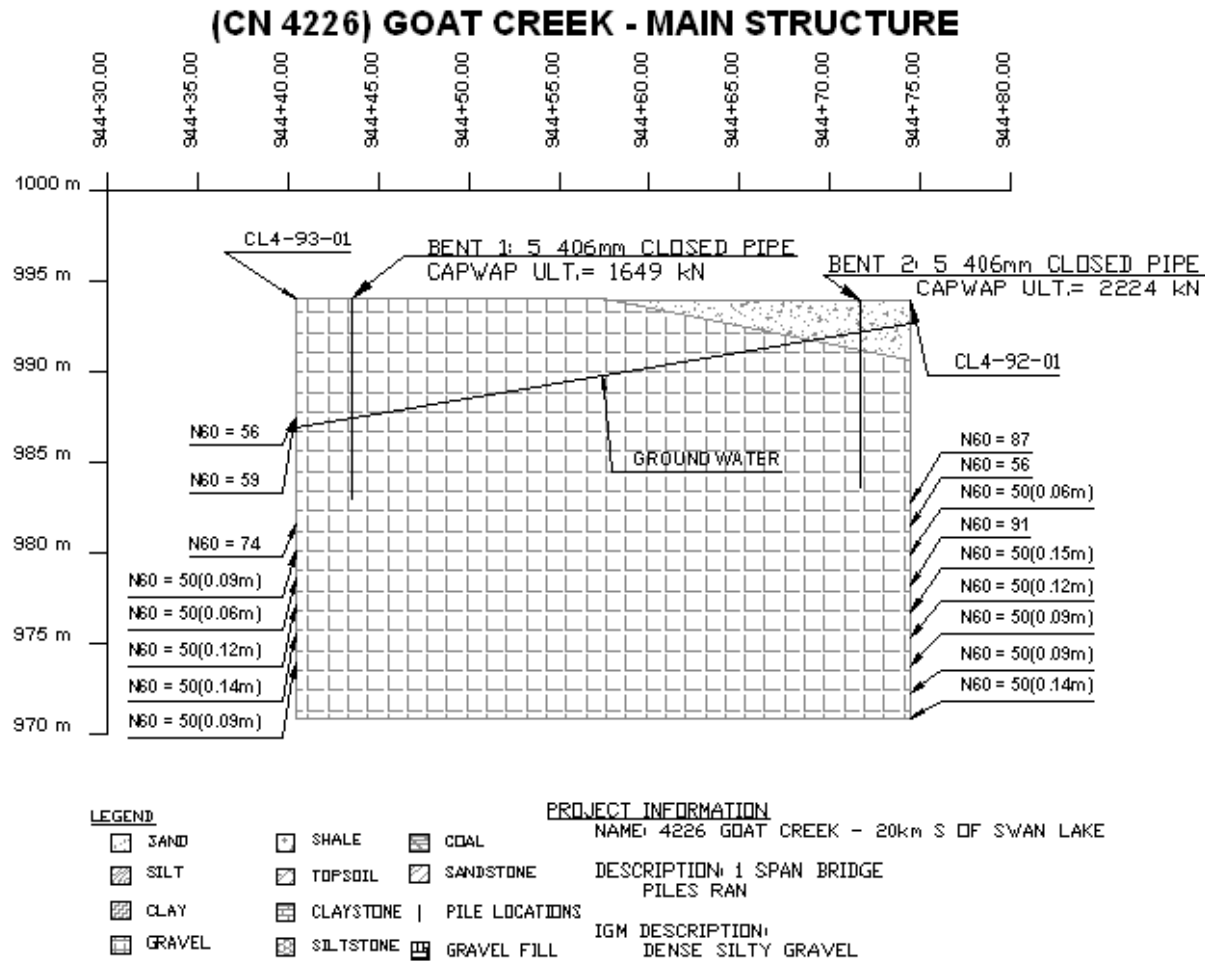 (CN 4226) GOAT CREEK - MAIN STRUCTURE
944+30.00
944+35.00
944+40.00
944+45.00
944+50.00
944+55.00
944+60.00
944+65.00
944+70.00
944+75.00
944+80.00
1000 m
995 m
990 m
985 m
980 m
975 m
970 m
CL4-93-01
BENT 1: 5 406mm CLOSED PIPE
CAPWAP ULT.= 1649 kN
BENT 2: 5 406mm CLOSED PIPE
CAPWAP ULT.= 2224 kN
CL4-92-01
GROUND WATER
N60 = 56
N60 = 59
N60 = 74
N60 = 50(0.09m)
N60 = 50(0.06m)
N60 = 50(0.12m)
N60 = 50(0.14m)
N60 = 50(0.09m)
N60 = 87
N60 = 56
N60 = 50(0.06m)
N60 = 91
N60 = 50(0.15m)
N60 = 50(0.12m)
N60 = 50(0.09m)
N60 = 50(0.09m)
N60 = 50(0.14m)
LEGEND
SAND
SILT
CLAY
GRAVEL
SHALE
TOPSOIL
CLAYSTONE
SILTSTONE
COAL
SANDSTONE
PILE LOCATIONS
GRAVEL FILL
PROJECT INFORMATION
NAME: 4226 GOAT CREEK - 20km S OF SWAN LAKE
DESCRIPTION: 1 SPAN BRIDGE
PILES RAN
IGM DESCRIPTION:
DENSE SILTY GRAVEL